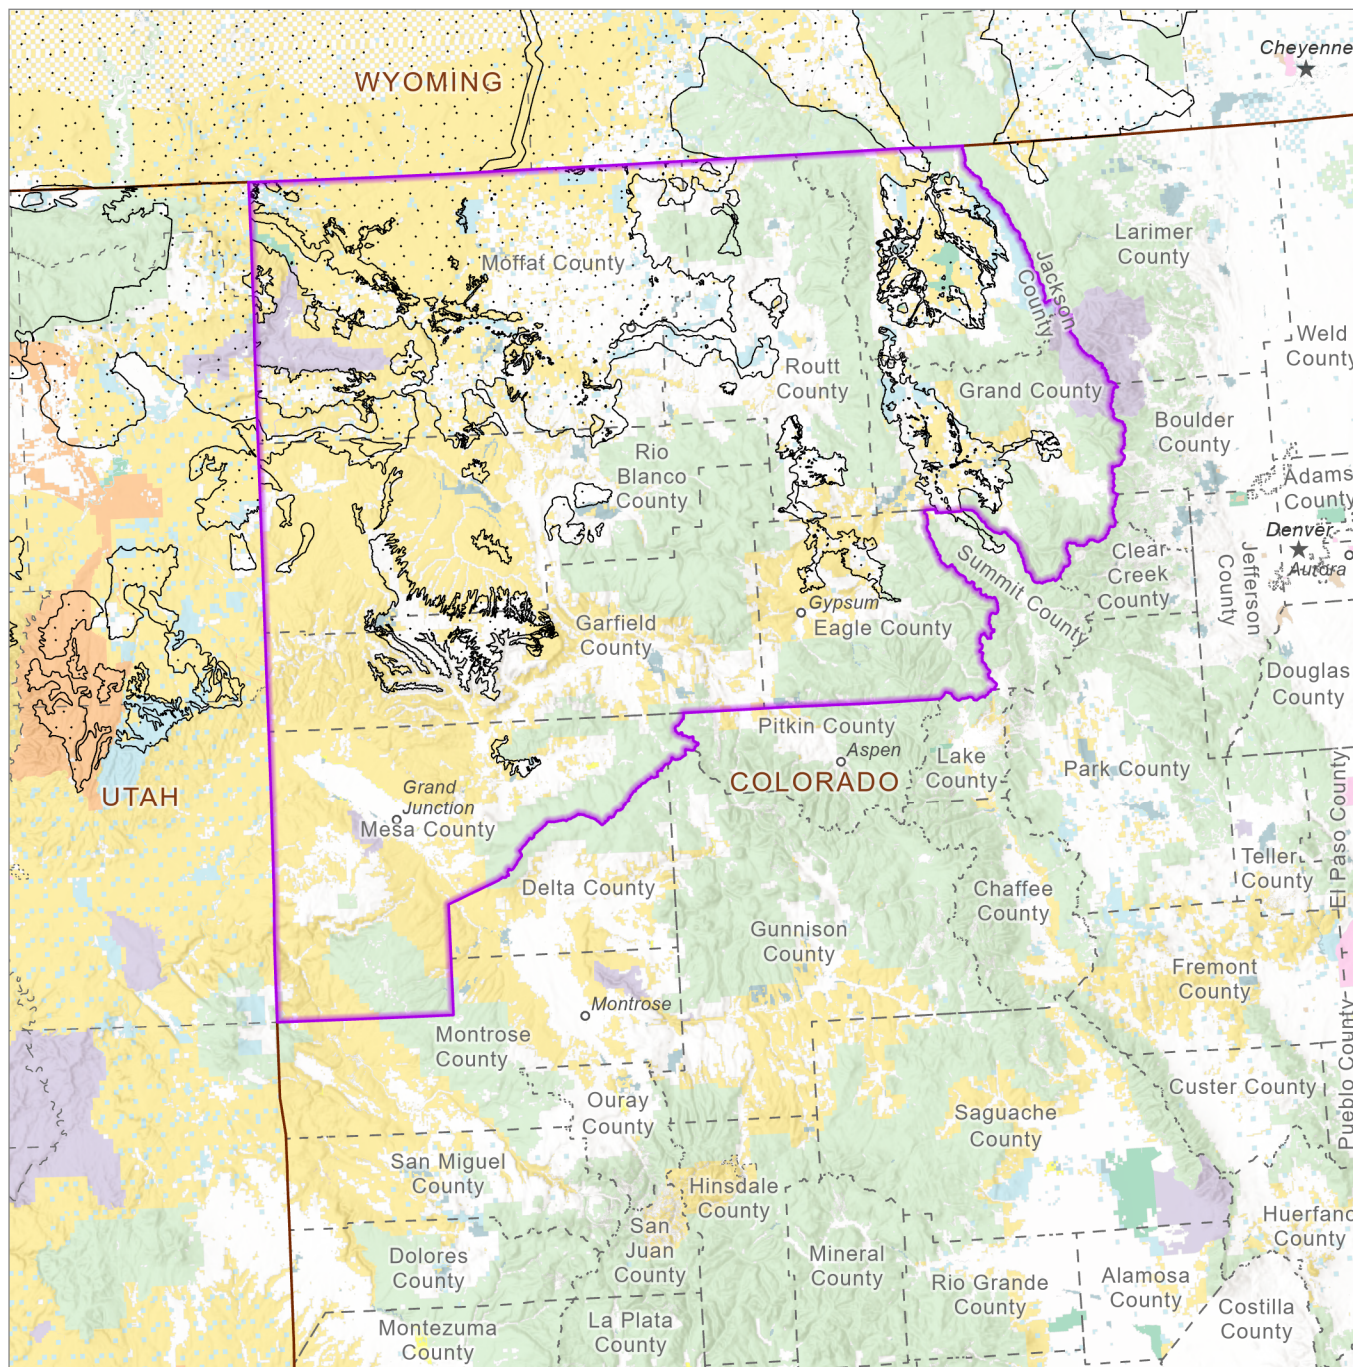 Cheyenne
WYOMING
Larimer
County
Moffat County
Jackson
County
Weld
County
Routt
County
Grand County
Boulder
County
Rio
Blanco
County
Adams
County
Denver
Aurora
Clear
Creek
County
Jefferson
County
Summit County
Gypsum
Eagle County
Garfield
County
Douglas
County
Pitkin County
Aspen
Lake
County
Park County
COLORADO
UTAH
Grand
Junction
Mesa County
El Paso County
Teller
County
Delta County
Chaffee
County
Gunnison
County
Fremont
County
Montrose
Montrose
County
Pueblo County
Custer County
Ouray
County
Saguache
County
San Miguel
County
Hinsdale
County
San
Juan
County
Huerfano
County
Dolores
County
Mineral
County
Rio Grande
County
Alamosa
County
Costilla
County
La Plata
County
Montezuma
County